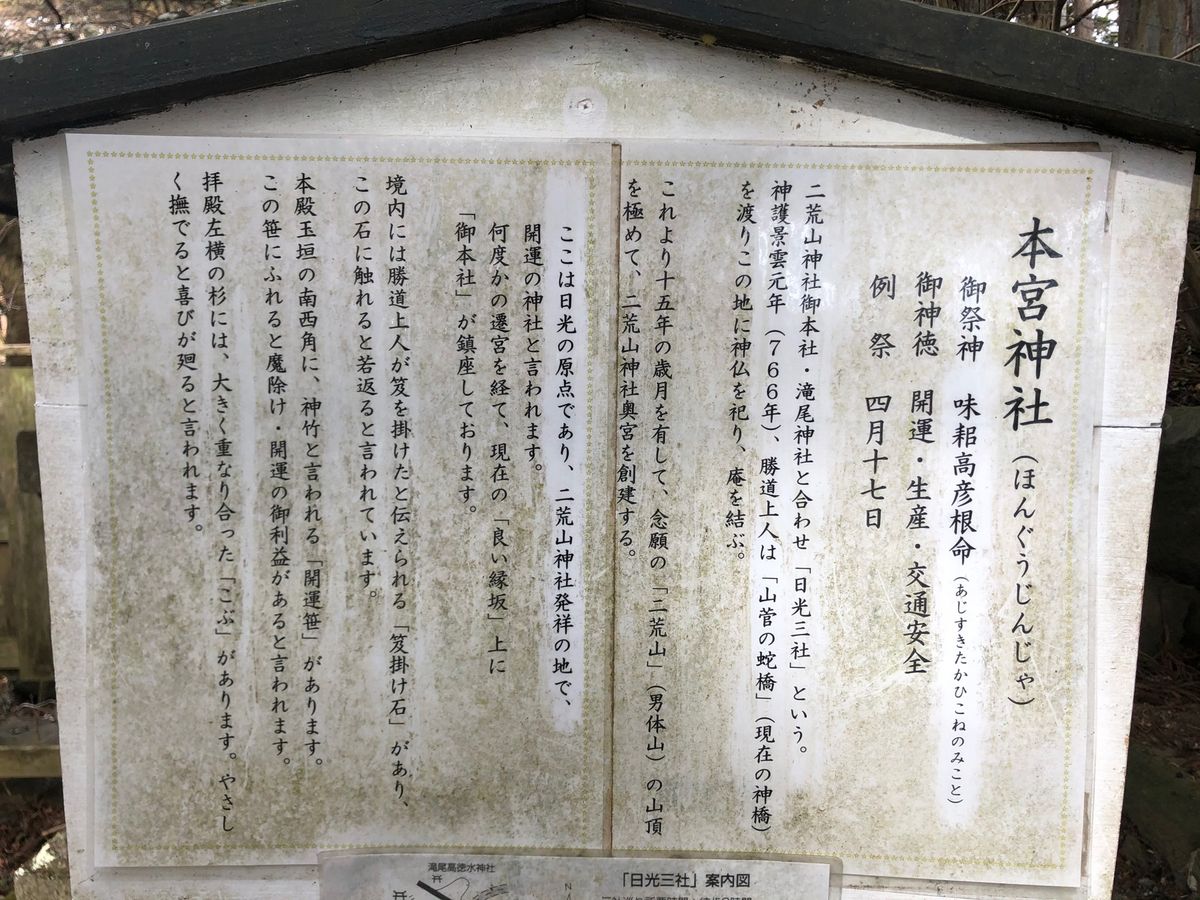 本宮神社（ほんぐうじんじゃ）
御祭神　味耜高彦根命（あじすきたかひこねのみこと）
御神徳　開運・生産・交通安全
例　祭　四月十七日
二荒山神社御本社・滝尾神社と合わせ「日光三社」という。
神護景雲元年（７６６年）、勝道上人は「山菅の蛇橋」（現在の神橋）
を渡りこの地に神仏を祀り、庵を結ぶ。
これより十五年の歳月を有して、念願の「二荒山」（男体山）の山頂
を極めて、二荒山神社奥宮を創建する。
ここは日光の原点であり、二荒山神社発祥の地で、
開運の神社と言われます。
何度かの遷宮を経て、現在の「良い縁坂」上に
「御本社」が鎮座しております。
境内には勝道上人が笈を掛けたと伝えられる「笈掛け石」があり、
この石に触れると若返ると言われています。
本殿玉垣の南西角に、神竹と言われる「開運笹」があります。
この笹にふれると魔除け・開運の御利益があると言われます。
拝殿左横の杉には、大きく重なり合った「こぶ」があります。やさし
く撫でると喜びが廻ると言われます。
「日光三社」案内図
滝尾高徳水神社
N